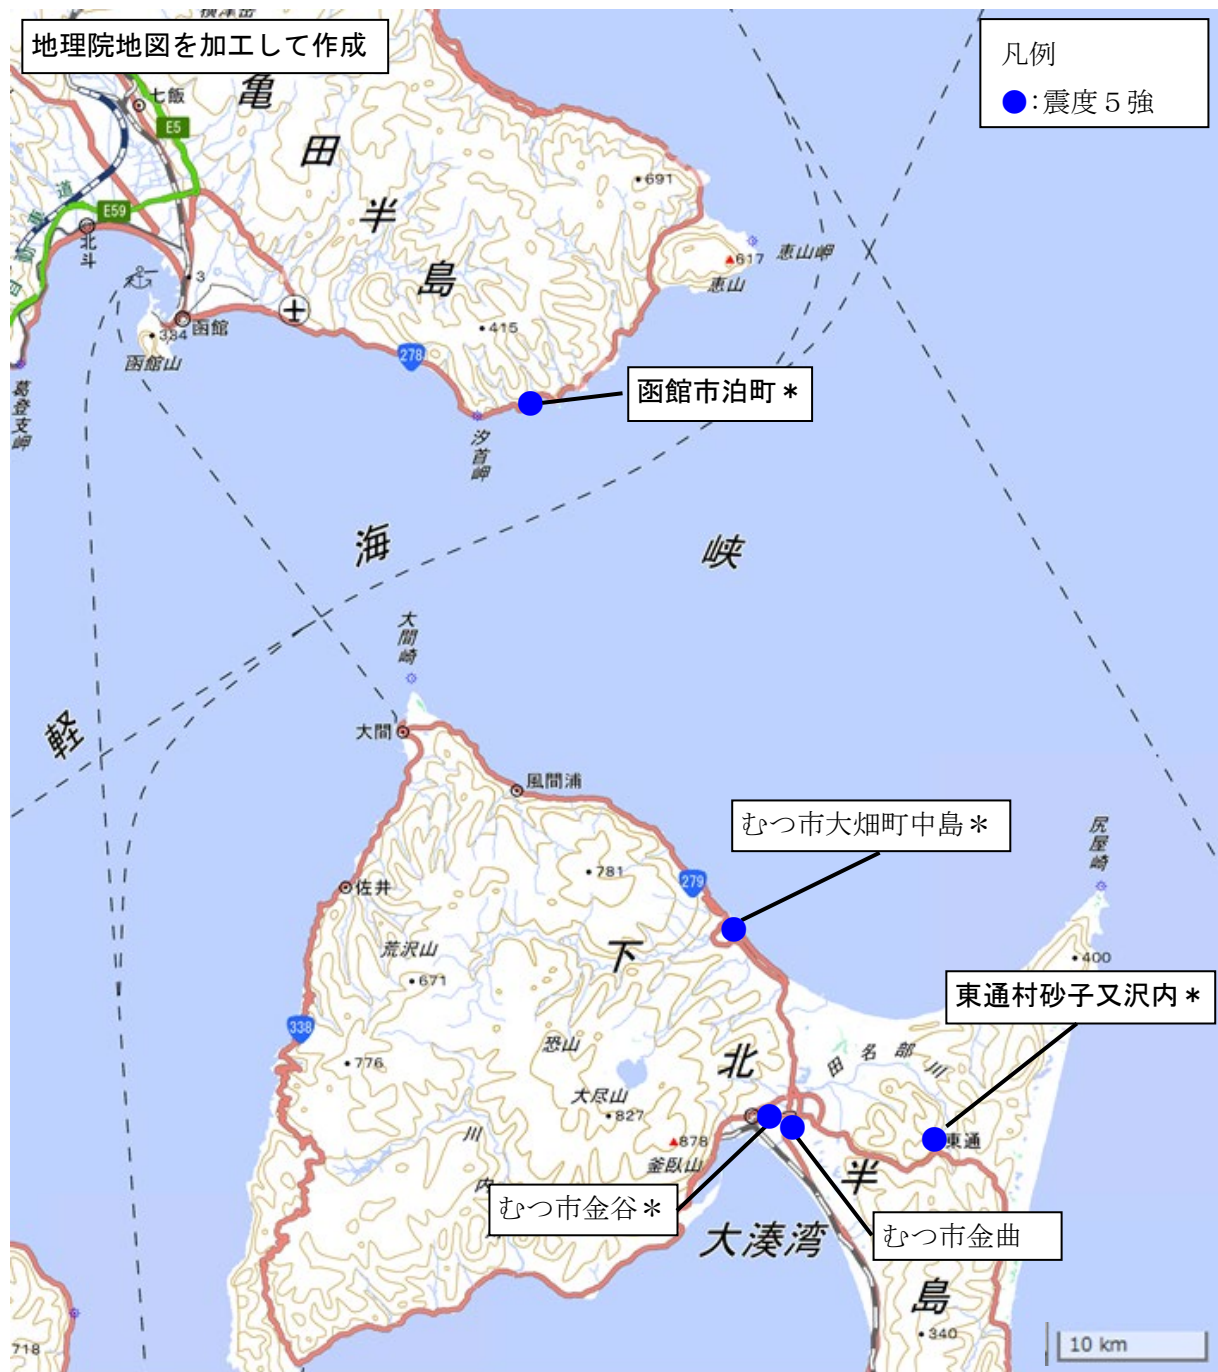 地理院地図を加工して作成
凡例
●:震度５強
七飯
E5
亀田半島
691
自動車道
E59
北斗
3
617
恵山岬
恵山
函館
334
函館山
415
278
葛登支岬
函館市泊町＊
汐首岬
軽海峡
大間崎
大間
風間浦
むつ市大畑町中島＊
尻屋崎
781
279
佐井
荒沢山
671
下北半島
400
東通村砂子又沢内＊
338
776
恐山
田名部川
大尽山
827
川内
878
釜臥山
東通
むつ市金谷＊
大湊湾
むつ市金曲
340
718
10 km